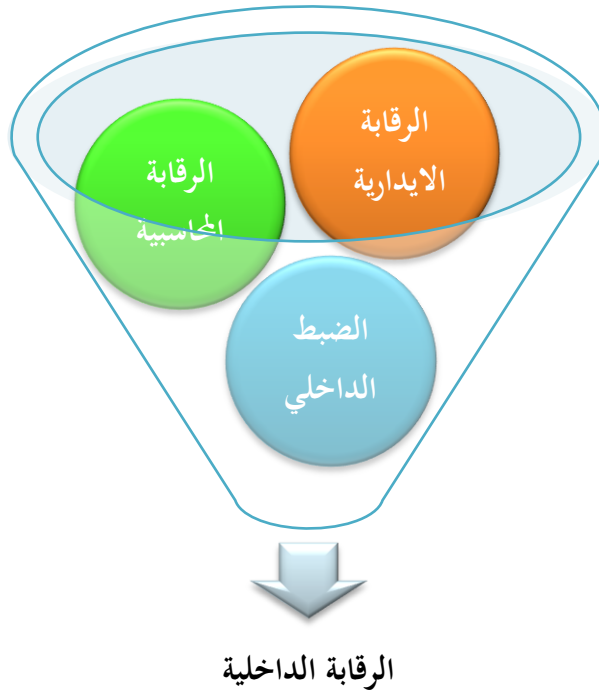 الرقابة
الايدارية
الرقابة
المحاسبية
الضبط
الداخلي
الرقابة الداخلية